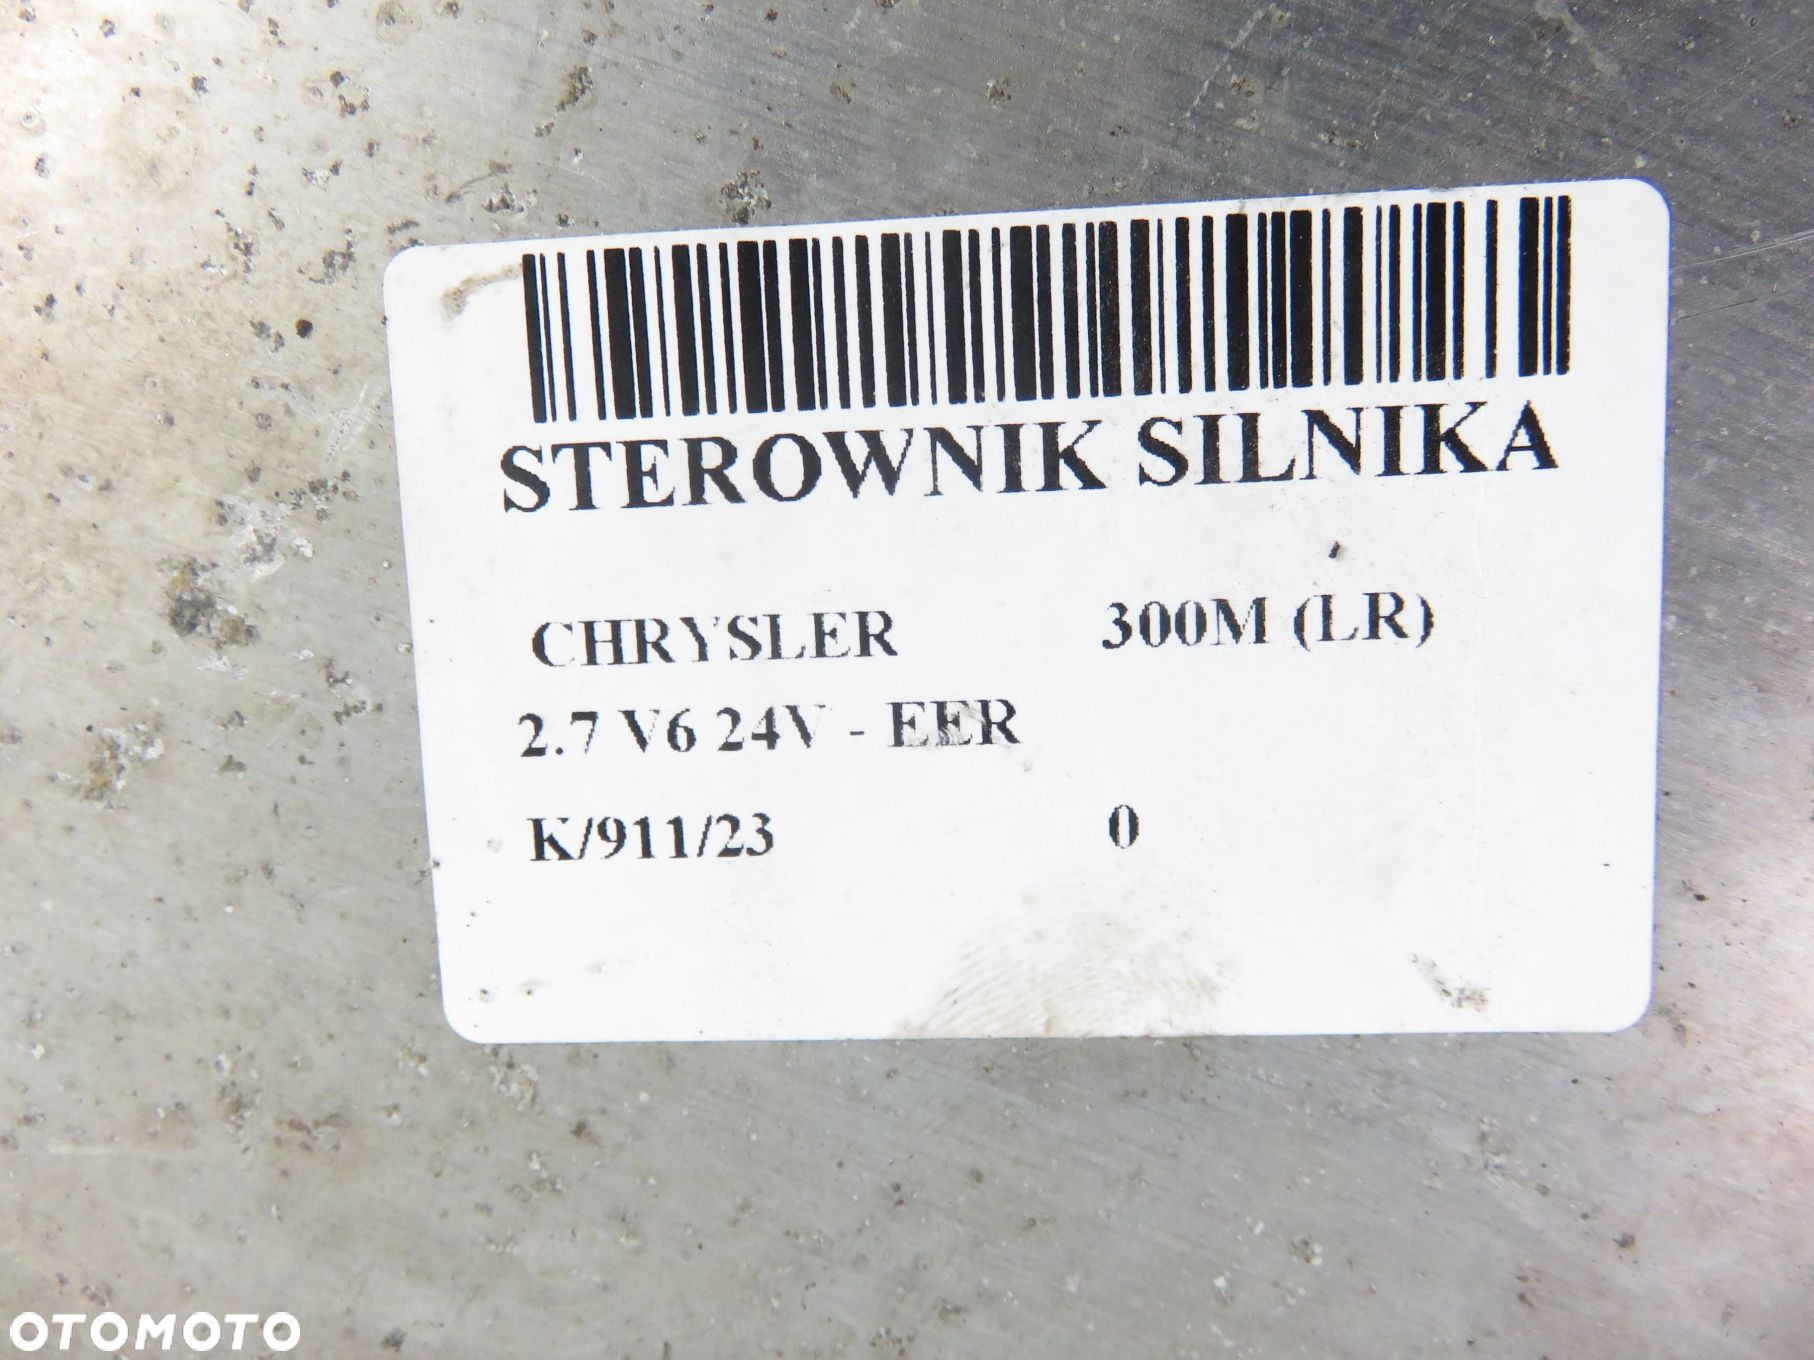 STEROWNIK SILNIKA
CHRYSLER 300M (LR)
2.7 V6 24V - EER
K/911/23 0
OTOMOTO